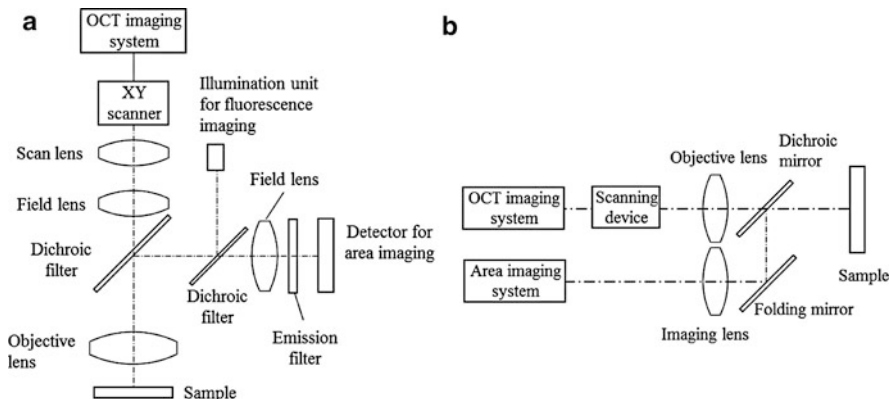 a
OCT imaging
system
XY
scanner
Illumination unit
for fluorescence
imaging
Scan lens
Field lens
Field lens
Dichroic
filter
Detector for
area imaging
Dichroic
filter
Emission
filter
Objective
lens
Sample
b
Dichroic
mirror
Objective lens
OCT imaging
system
Scanning
device
Area imaging
system
Sample
Folding mirror
Imaging lens